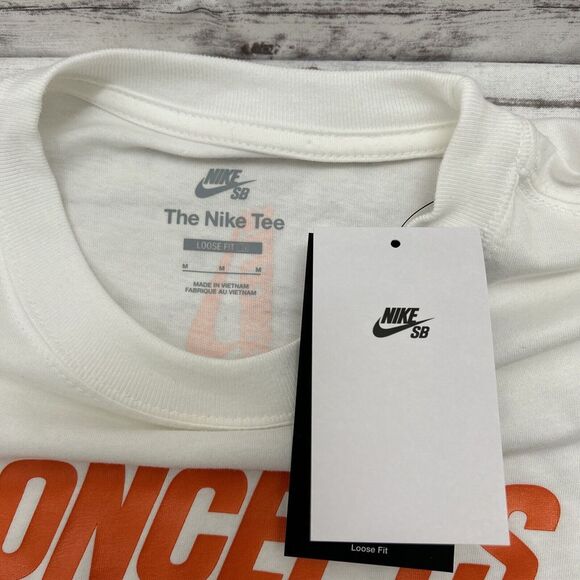 NIKE
SB
The Nike Tee
LOOSE FIT
M M M
MADE IN VIETNAM
FABRIQUE AU VIETNAM
NIKE
SB
Loose Fit